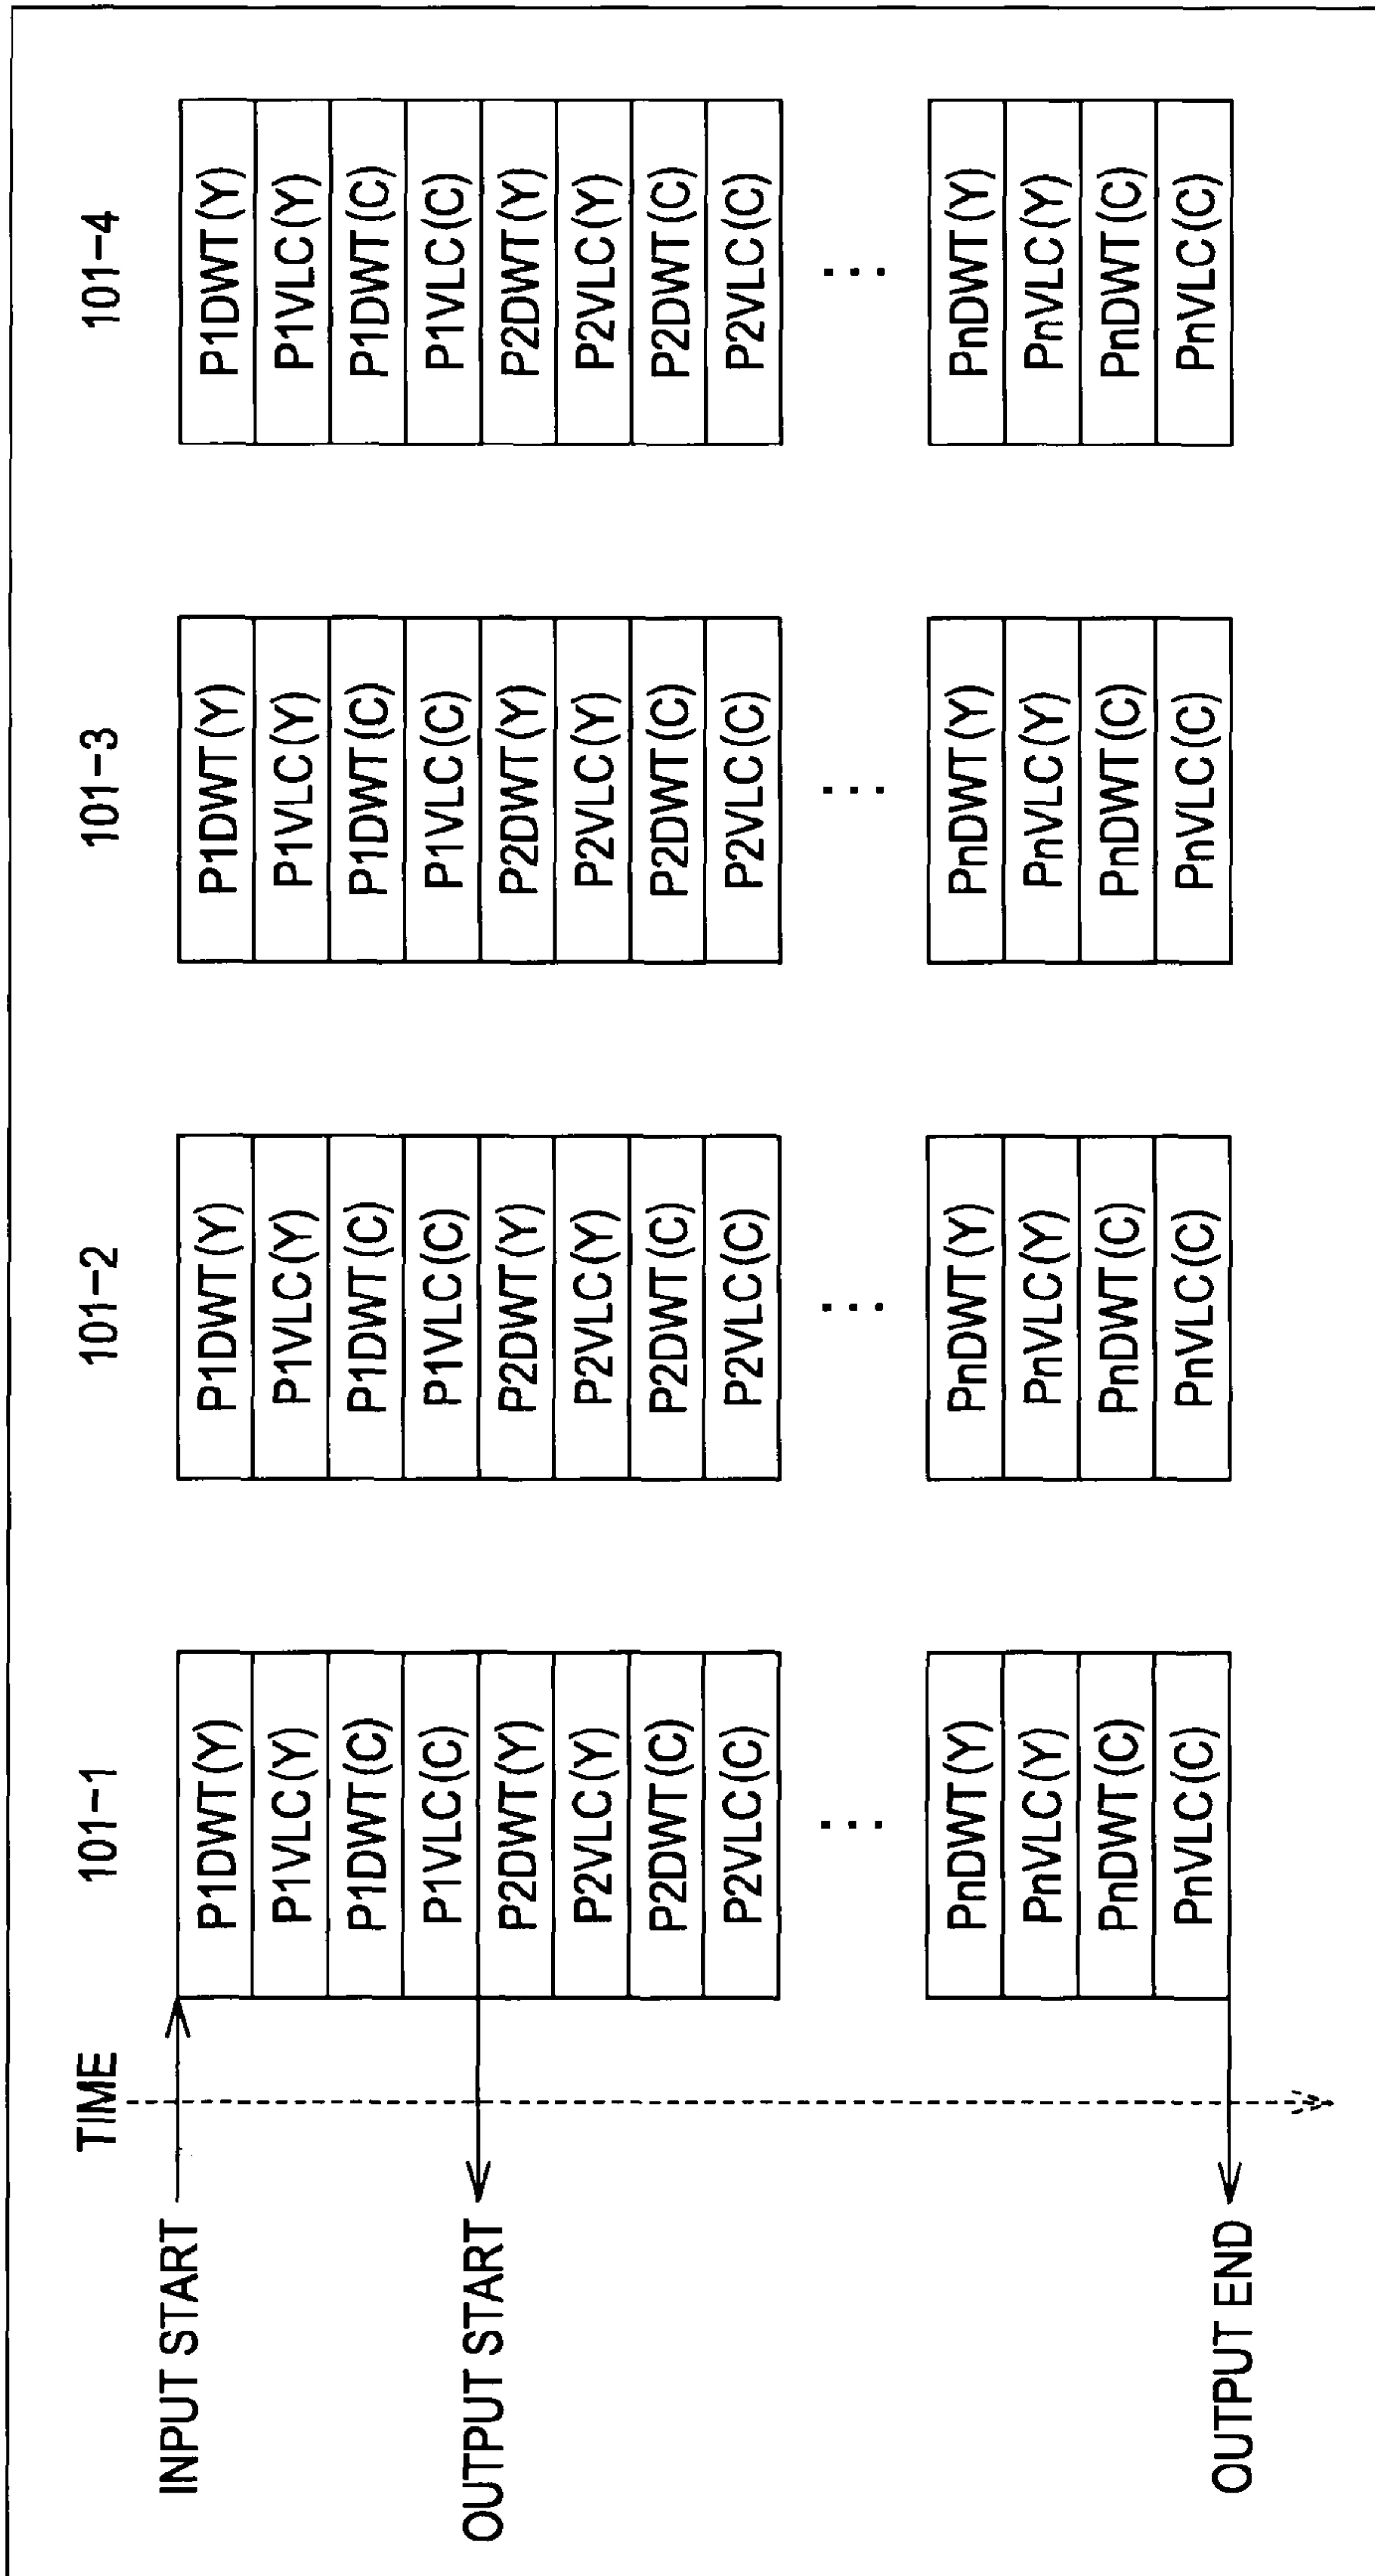 TIME 101-1 101-2 101-3 101-4
INPUT START
P1DWT(Y) P1DWT(Y) P1DWT(Y) P1DWT(Y)
P1VLC(Y) P1VLC(Y) P1VLC(Y) P1VLC(Y)
P1DWT(C) P1DWT(C) P1DWT(C) P1DWT(C)
P1VLC(C) P1VLC(C) P1VLC(C) P1VLC(C)
OUTPUT START
P2DWT(Y) P2DWT(Y) P2DWT(Y) P2DWT(Y)
P2VLC(Y) P2VLC(Y) P2VLC(Y) P2VLC(Y)
P2DWT(C) P2DWT(C) P2DWT(C) P2DWT(C)
P2VLC(C) P2VLC(C) P2VLC(C) P2VLC(C)
... ... ... ...
PnDWT(Y) PnDWT(Y) PnDWT(Y) PnDWT(Y)
PnVLC(Y) PnVLC(Y) PnVLC(Y) PnVLC(Y)
PnDWT(C) PnDWT(C) PnDWT(C) PnDWT(C)
PnVLC(C) PnVLC(C) PnVLC(C) PnVLC(C)
OUTPUT END